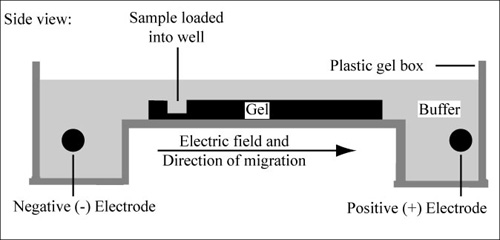 Side view:
Sample loaded
into well
Plastic gel box
Gel
Buffer
Electric field and
Direction of migration
Negative (-) Electrode
Positive (+) Electrode